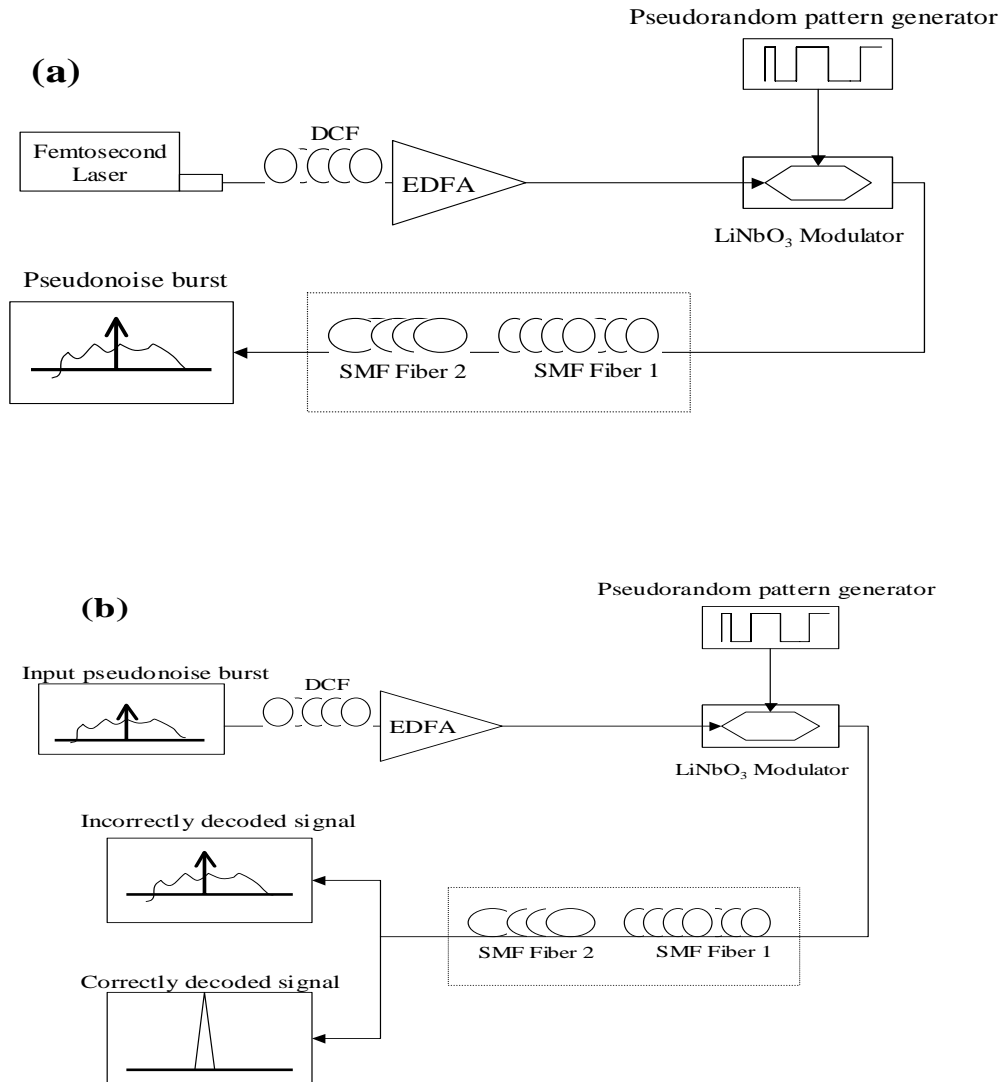 Pseudorandom pattern generator
(a)
DCF
Femtosecond
Laser
EDFA
LiNbO₃ Modulator
Pseudonoise burst
SMF Fiber 2
SMF Fiber 1
Pseudorandom pattern generator
(b)
Input pseudonoise burst
DCF
EDFA
LiNbO₃ Modulator
Incorrectly decoded signal
SMF Fiber 2
SMF Fiber 1
Correctly decoded signal